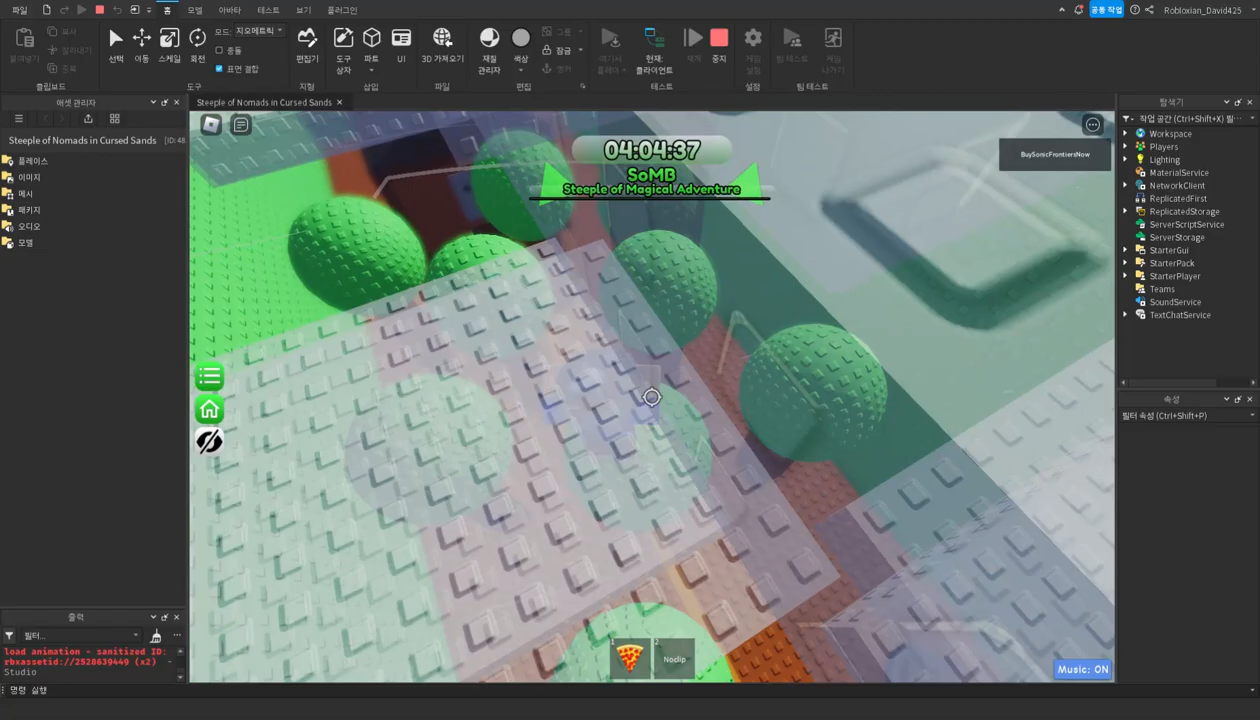 파일 홈 모델 아바타 테스트 보기 플러그인
공동 작업 Robloxian_David425
붙여넣기 복사
잘라내기
복제
클립보드
선택 이동 스케일 회전
모드: 지오메트릭
충돌
표면 결합
도구
편집기
지형
도구 상자 파트 UI
삽입
3D 가져오기
파일
재질 관리자 색상
그룹
잠금
앵커
편집
여기서 플레이 현재: 클라이언트 재개 중지
테스트
게임 설정
설정
팀 테스트 게임 나가기
팀 테스트
애셋 관리자
Steeple of Nomads in Cursed Sands [ID: 48
플레이스
이미지
메시
패키지
오디오
모델
Steeple of Nomads in Cursed Sands
04:04:37
SoMB
Steeple of Magical Adventure
BuySonicFrontiersNow
1
2 Noclip
Music: ON
탐색기
작업 공간 (Ctrl+Shift+X) 필...
Workspace
Players
Lighting
MaterialService
NetworkClient
ReplicatedFirst
ReplicatedStorage
ServerScriptService
ServerStorage
StarterGui
StarterPack
StarterPlayer
Teams
SoundService
TextChatService
속성
필터 속성 (Ctrl+Shift+P)
출력
필터...
load animation - sanitized ID:
rbxassetid://2528639449 (x2) -
Studio
명령 실행